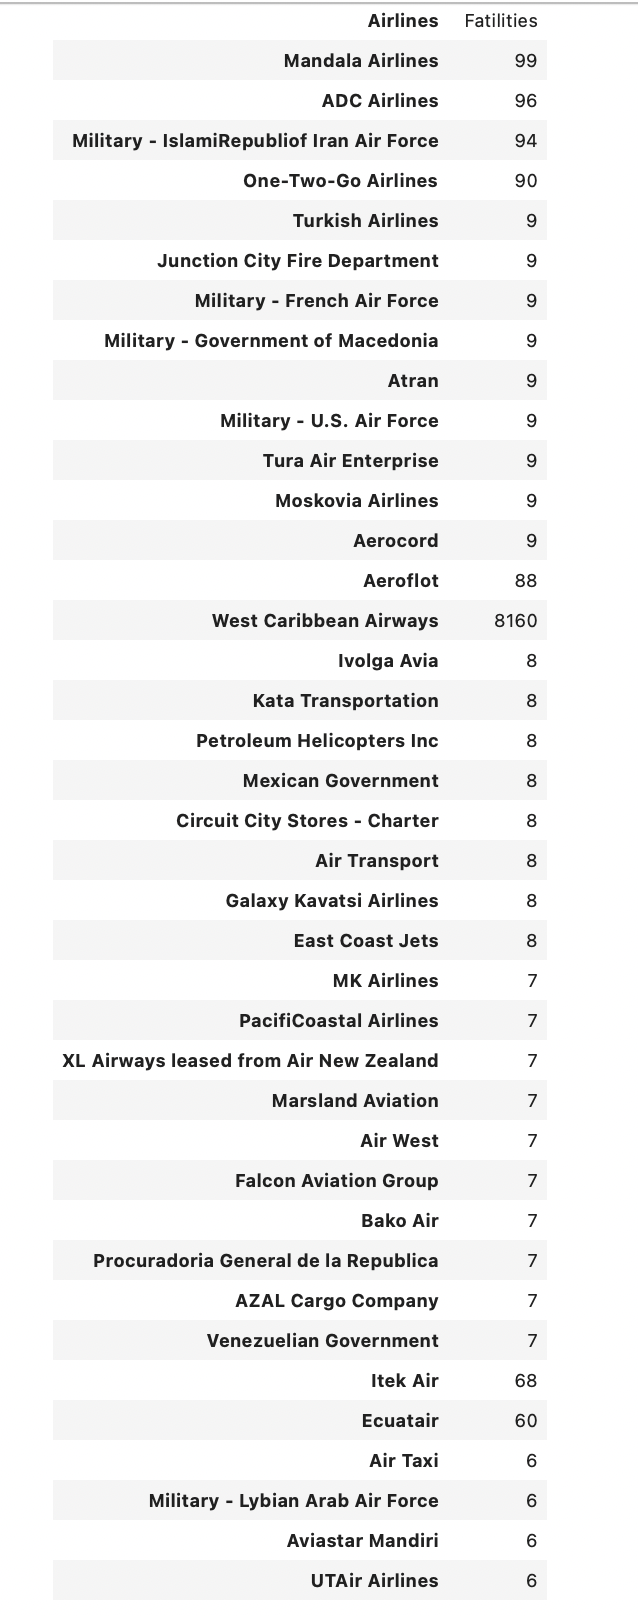 Airlines Fatilities
Mandala Airlines 99
ADC Airlines 96
Military - IslamiRepubliof Iran Air Force 94
One-Two-Go Airlines 90
Turkish Airlines 9
Junction City Fire Department 9
Military - French Air Force 9
Military - Government of Macedonia 9
Atran 9
Military - U.S. Air Force 9
Tura Air Enterprise 9
Moskovia Airlines 9
Aerocord 9
Aeroflot 88
West Caribbean Airways 8160
Ivolga Avia 8
Kata Transportation 8
Petroleum Helicopters Inc 8
Mexican Government 8
Circuit City Stores - Charter 8
Air Transport 8
Galaxy Kavatsi Airlines 8
East Coast Jets 8
MK Airlines 7
PacifiCoastal Airlines 7
XL Airways leased from Air New Zealand 7
Marsland Aviation 7
Air West 7
Falcon Aviation Group 7
Bako Air 7
Procuradoria General de la Republica 7
AZAL Cargo Company 7
Venezuelian Government 7
Itek Air 68
Ecuatair 60
Air Taxi 6
Military - Lybian Arab Air Force 6
Aviastar Mandiri 6
UTAir Airlines 6